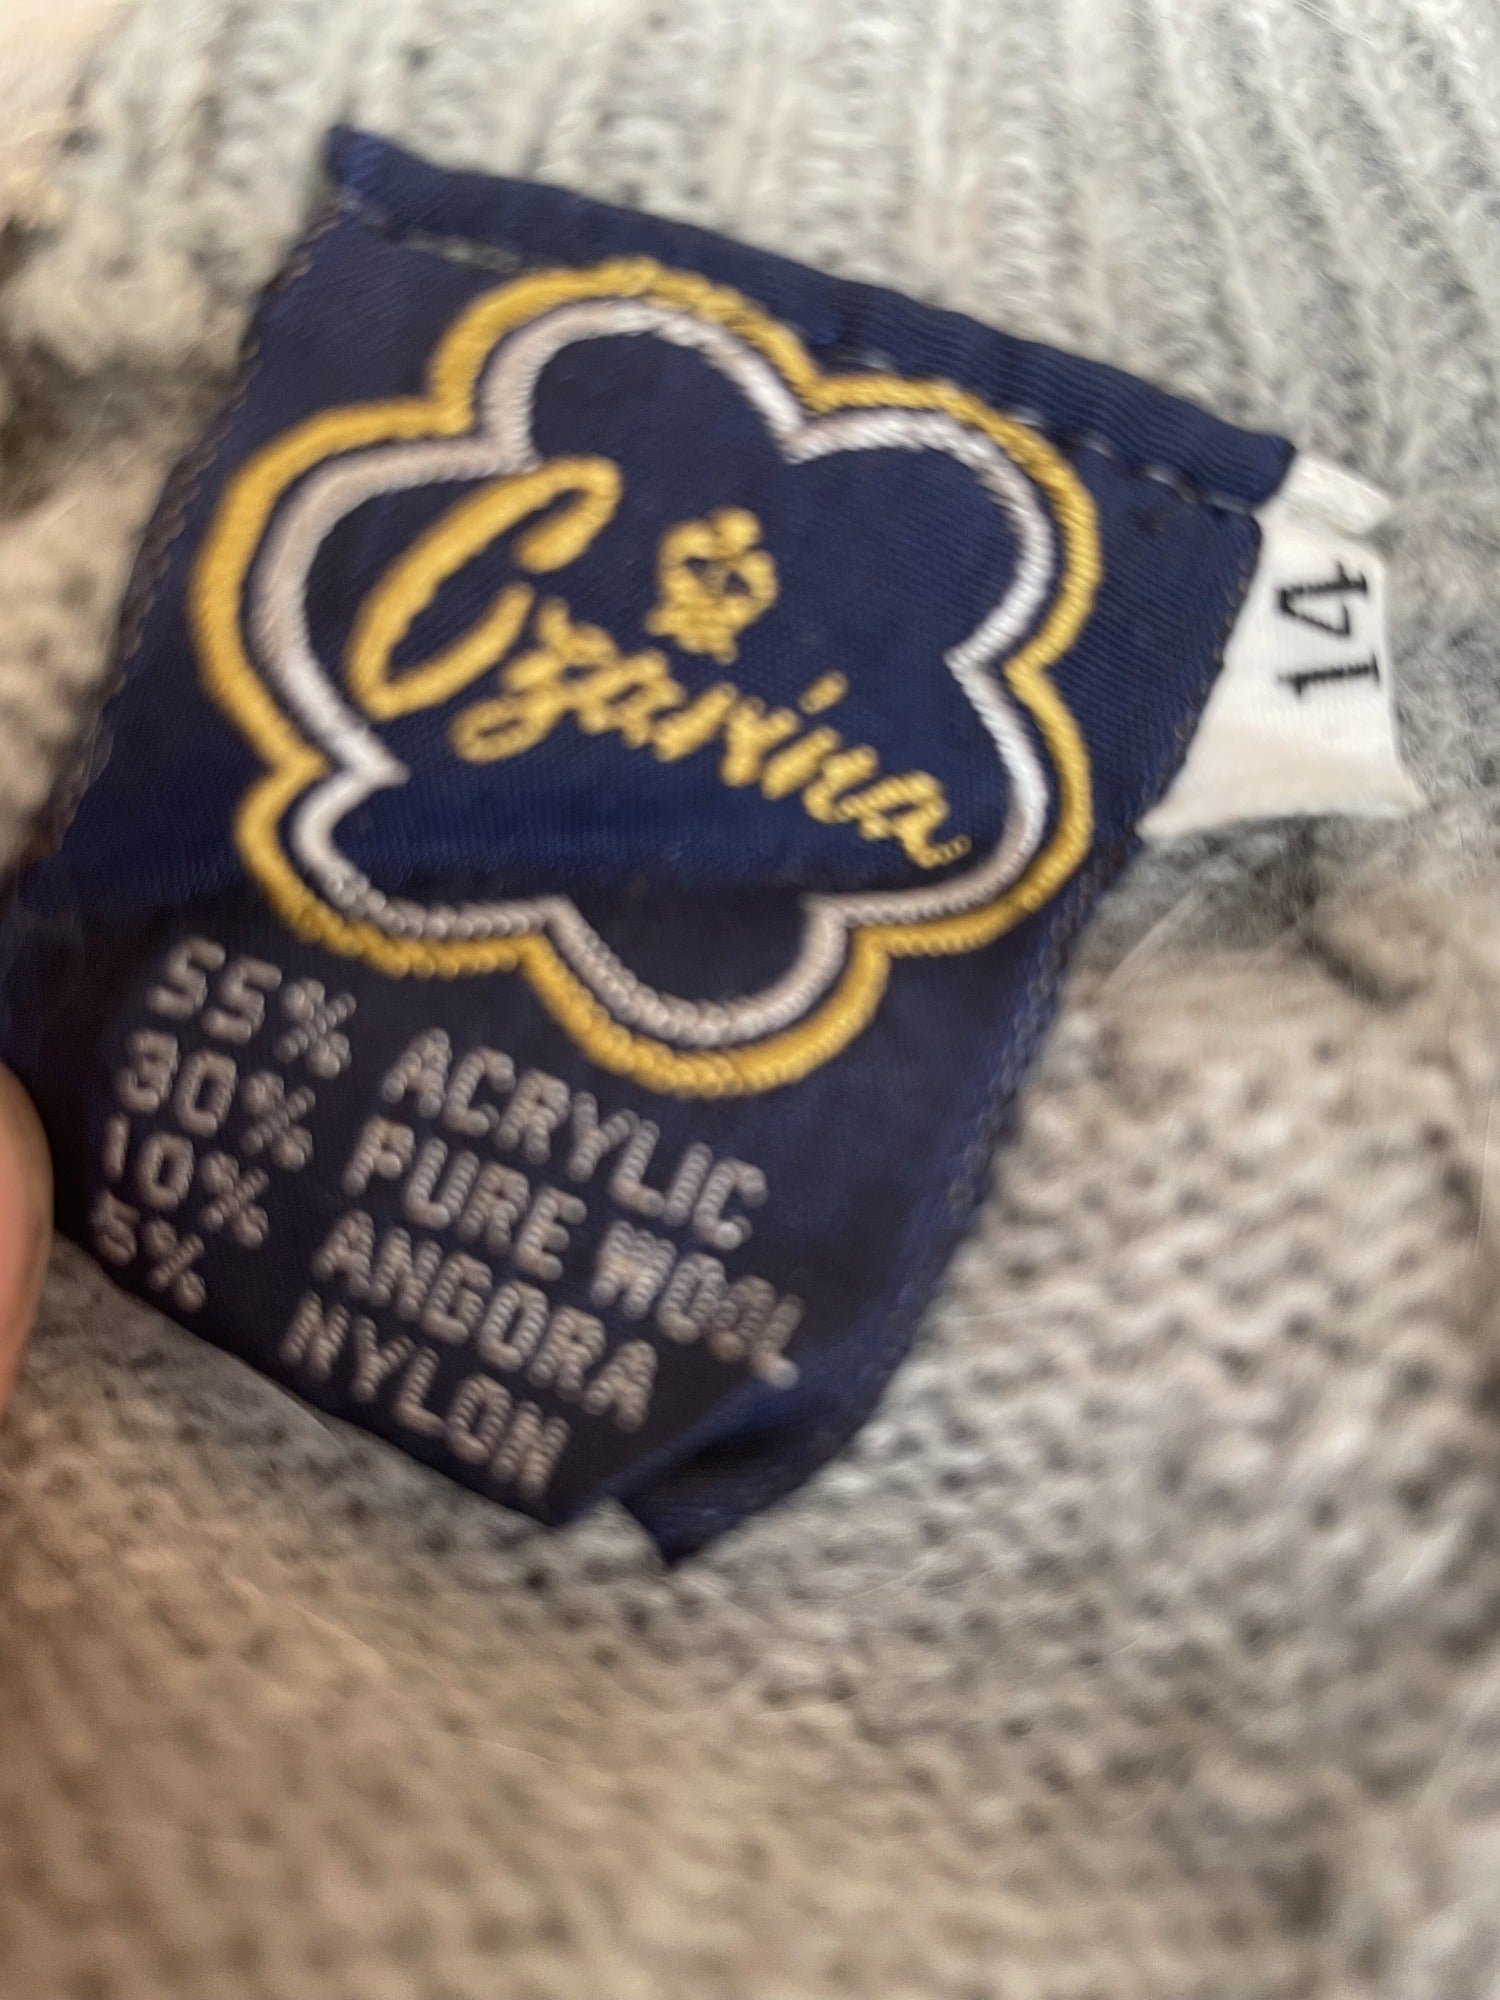 Czarina
14
55% ACRYLIC
30% PURE WOOL
10% ANGORA
5% NYLON